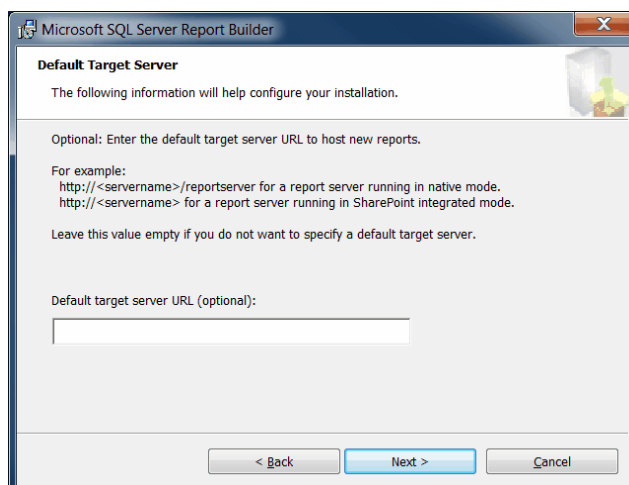 Microsoft SQL Server Report Builder
Default Target Server
The following information will help configure your installation.
Optional: Enter the default target server URL to host new reports.
For example:
http://<servername>/reportserver for a report server running in native mode.
http://<servername> for a report server running in SharePoint integrated mode.
Leave this value empty if you do not want to specify a default target server.
Default target server URL (optional):
< Back
Next >
Cancel